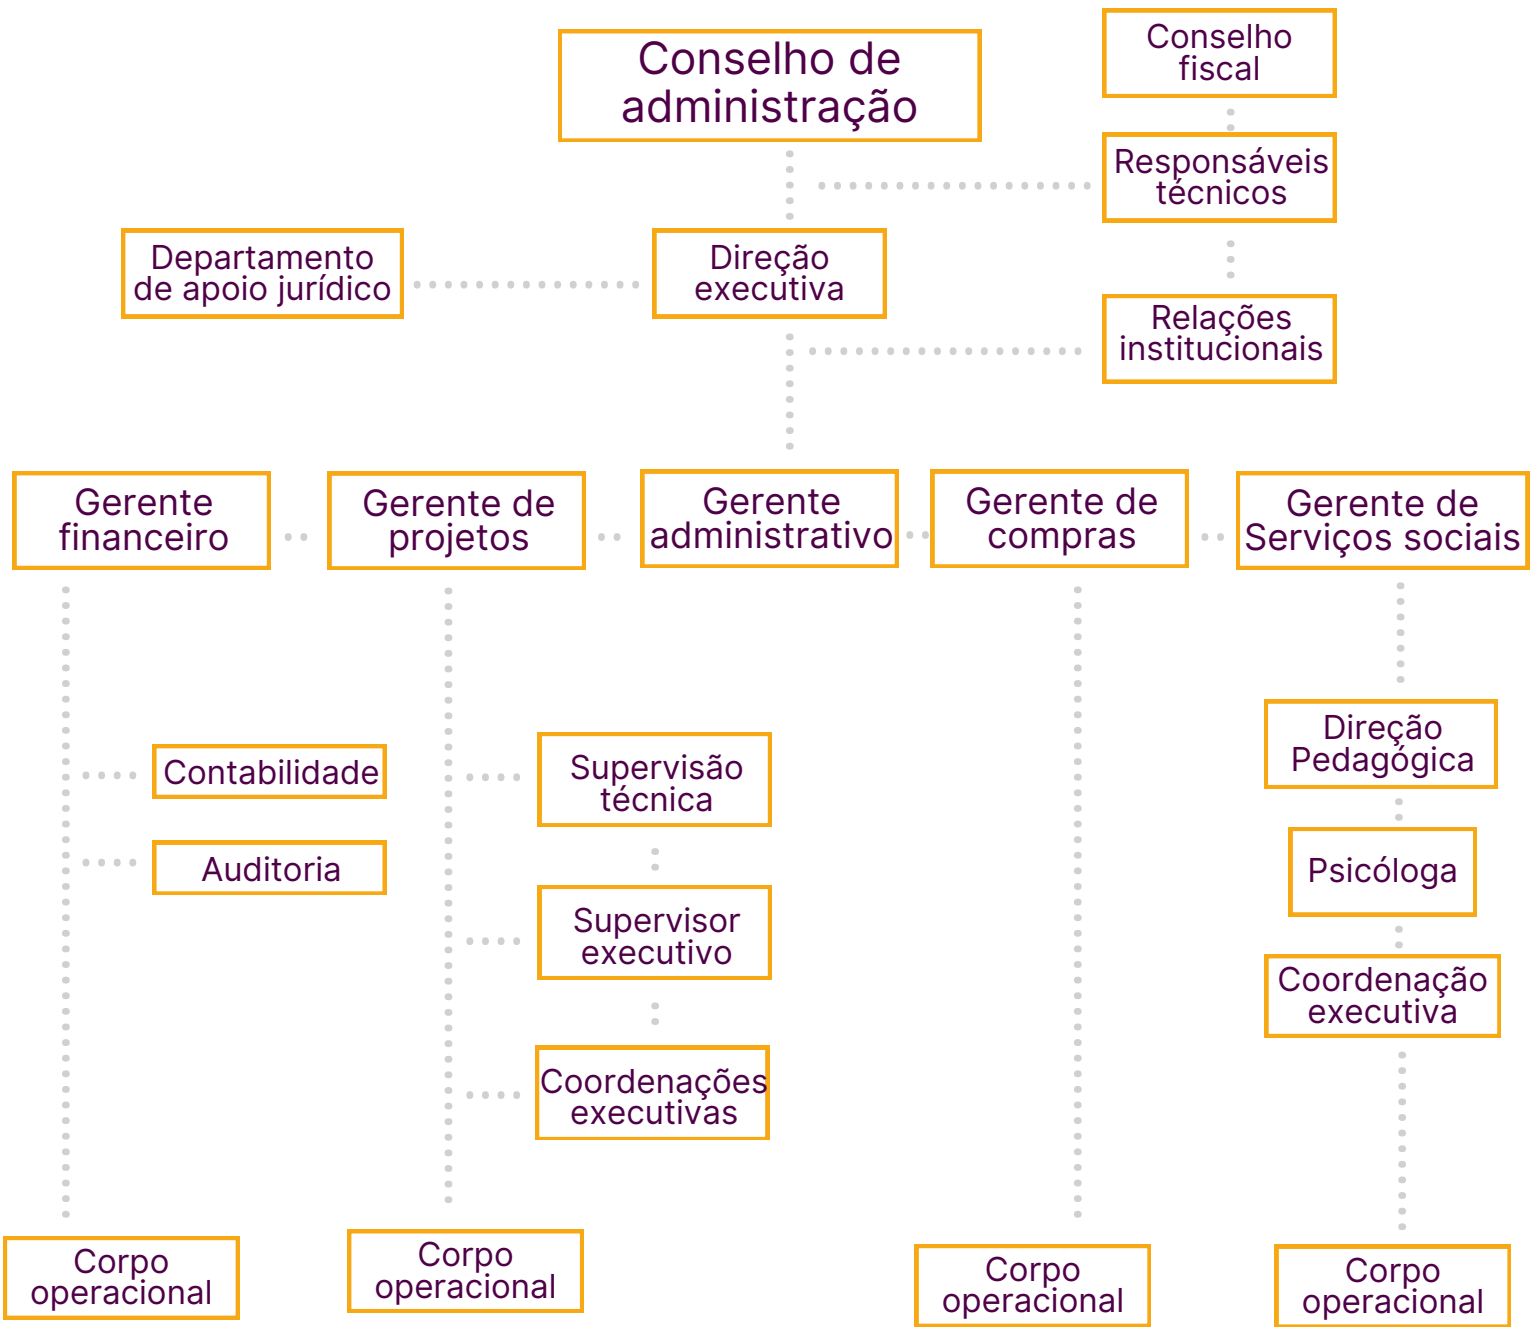 Conselho de
administração
Conselho
fiscal
Responsáveis
técnicos
Departamento
de apoio jurídico
Direção
executiva
Relações
institucionais
Gerente
financeiro
Gerente de
projetos
Gerente
administrativo
Gerente de
compras
Gerente de
Serviços sociais
Contabilidade
Auditoria
Supervisão
técnica
Supervisor
executivo
Coordenações
executivas
Direção
Pedagógica
Psicóloga
Coordenação
executiva
Corpo
operacional
Corpo
operacional
Corpo
operacional
Corpo
operacional